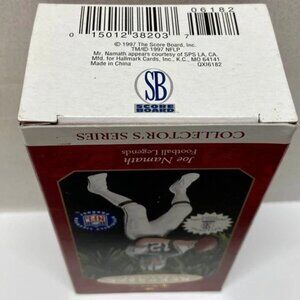 06182
0 15012 38203 7
© 1997 The Score Board, Inc.
TM/© 1997 NFLP
Mr. Namath appears courtesy of SPS LA, CA.
Mfd. for Hallmark Cards, Inc., K.C., MO 64141
Made in China QXI6182
SB
SCORE
BOARD
COLLECTOR'S SERIES
Joe Namath
Football Legends
12
NFL